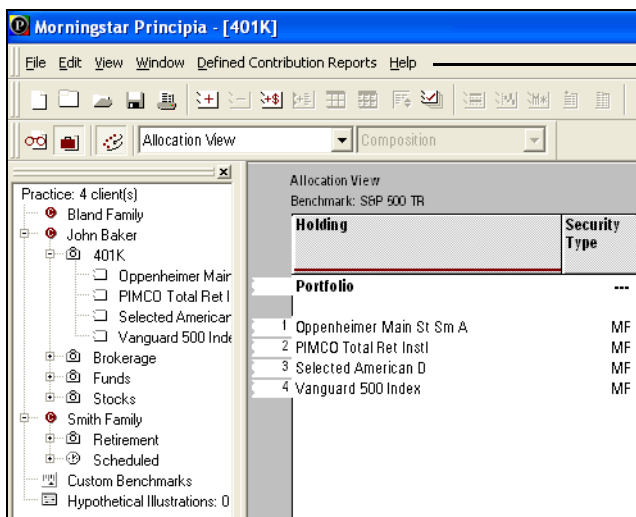 Morningstar Principia - [401K]
File Edit View Window Defined Contribution Reports Help
Allocation View Composition
Practice: 4 client(s)
Bland Family
John Baker
401K
Oppenheimer Main
PIMCO Total Ret I
Selected American
Vanguard 500 Inde
Brokerage
Funds
Stocks
Smith Family
Retirement
Scheduled
Custom Benchmarks
Hypothetical Illustrations: 0
Allocation View
Benchmark: S&P 500 TR
Holding Security Type
Portfolio ---
1 Oppenheimer Main St Sm A MF
2 PIMCO Total Ret Instl MF
3 Selected American D MF
4 Vanguard 500 Index MF